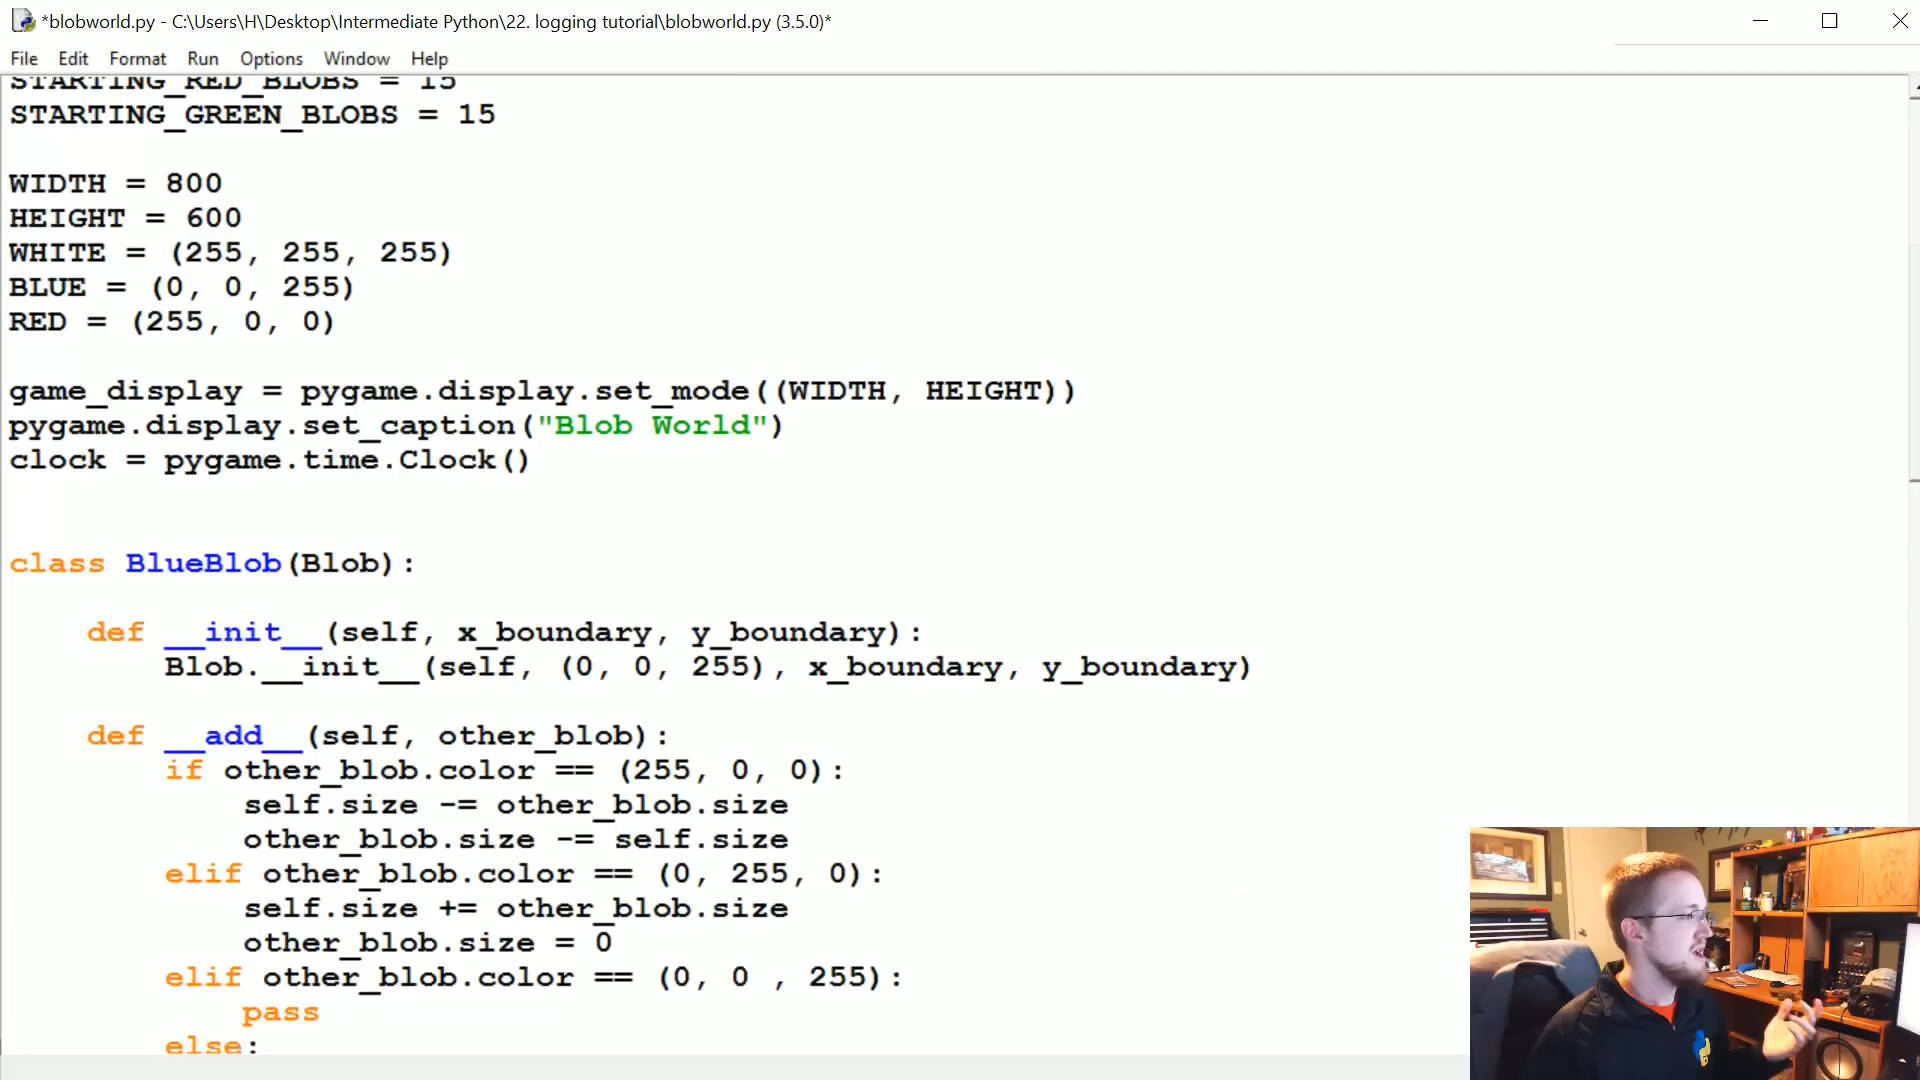 *blobworld.py - C:\Users\H\Desktop\Intermediate Python\22. logging tutorial\blobworld.py (3.5.0)*
File Edit Format Run Options Window Help
STARTING_RED_BLOBS = 15
STARTING_GREEN_BLOBS = 15
WIDTH = 800
HEIGHT = 600
WHITE = (255, 255, 255)
BLUE = (0, 0, 255)
RED = (255, 0, 0)
game_display = pygame.display.set_mode((WIDTH, HEIGHT))
pygame.display.set_caption("Blob World")
clock = pygame.time.Clock()
class BlueBlob(Blob):
def __init__(self, x_boundary, y_boundary):
Blob.__init__(self, (0, 0, 255), x_boundary, y_boundary)
def __add__(self, other_blob):
if other_blob.color == (255, 0, 0):
self.size -= other_blob.size
other_blob.size -= self.size
elif other_blob.color == (0, 255, 0):
self.size += other_blob.size
other_blob.size = 0
elif other_blob.color == (0, 0 , 255):
pass
else: